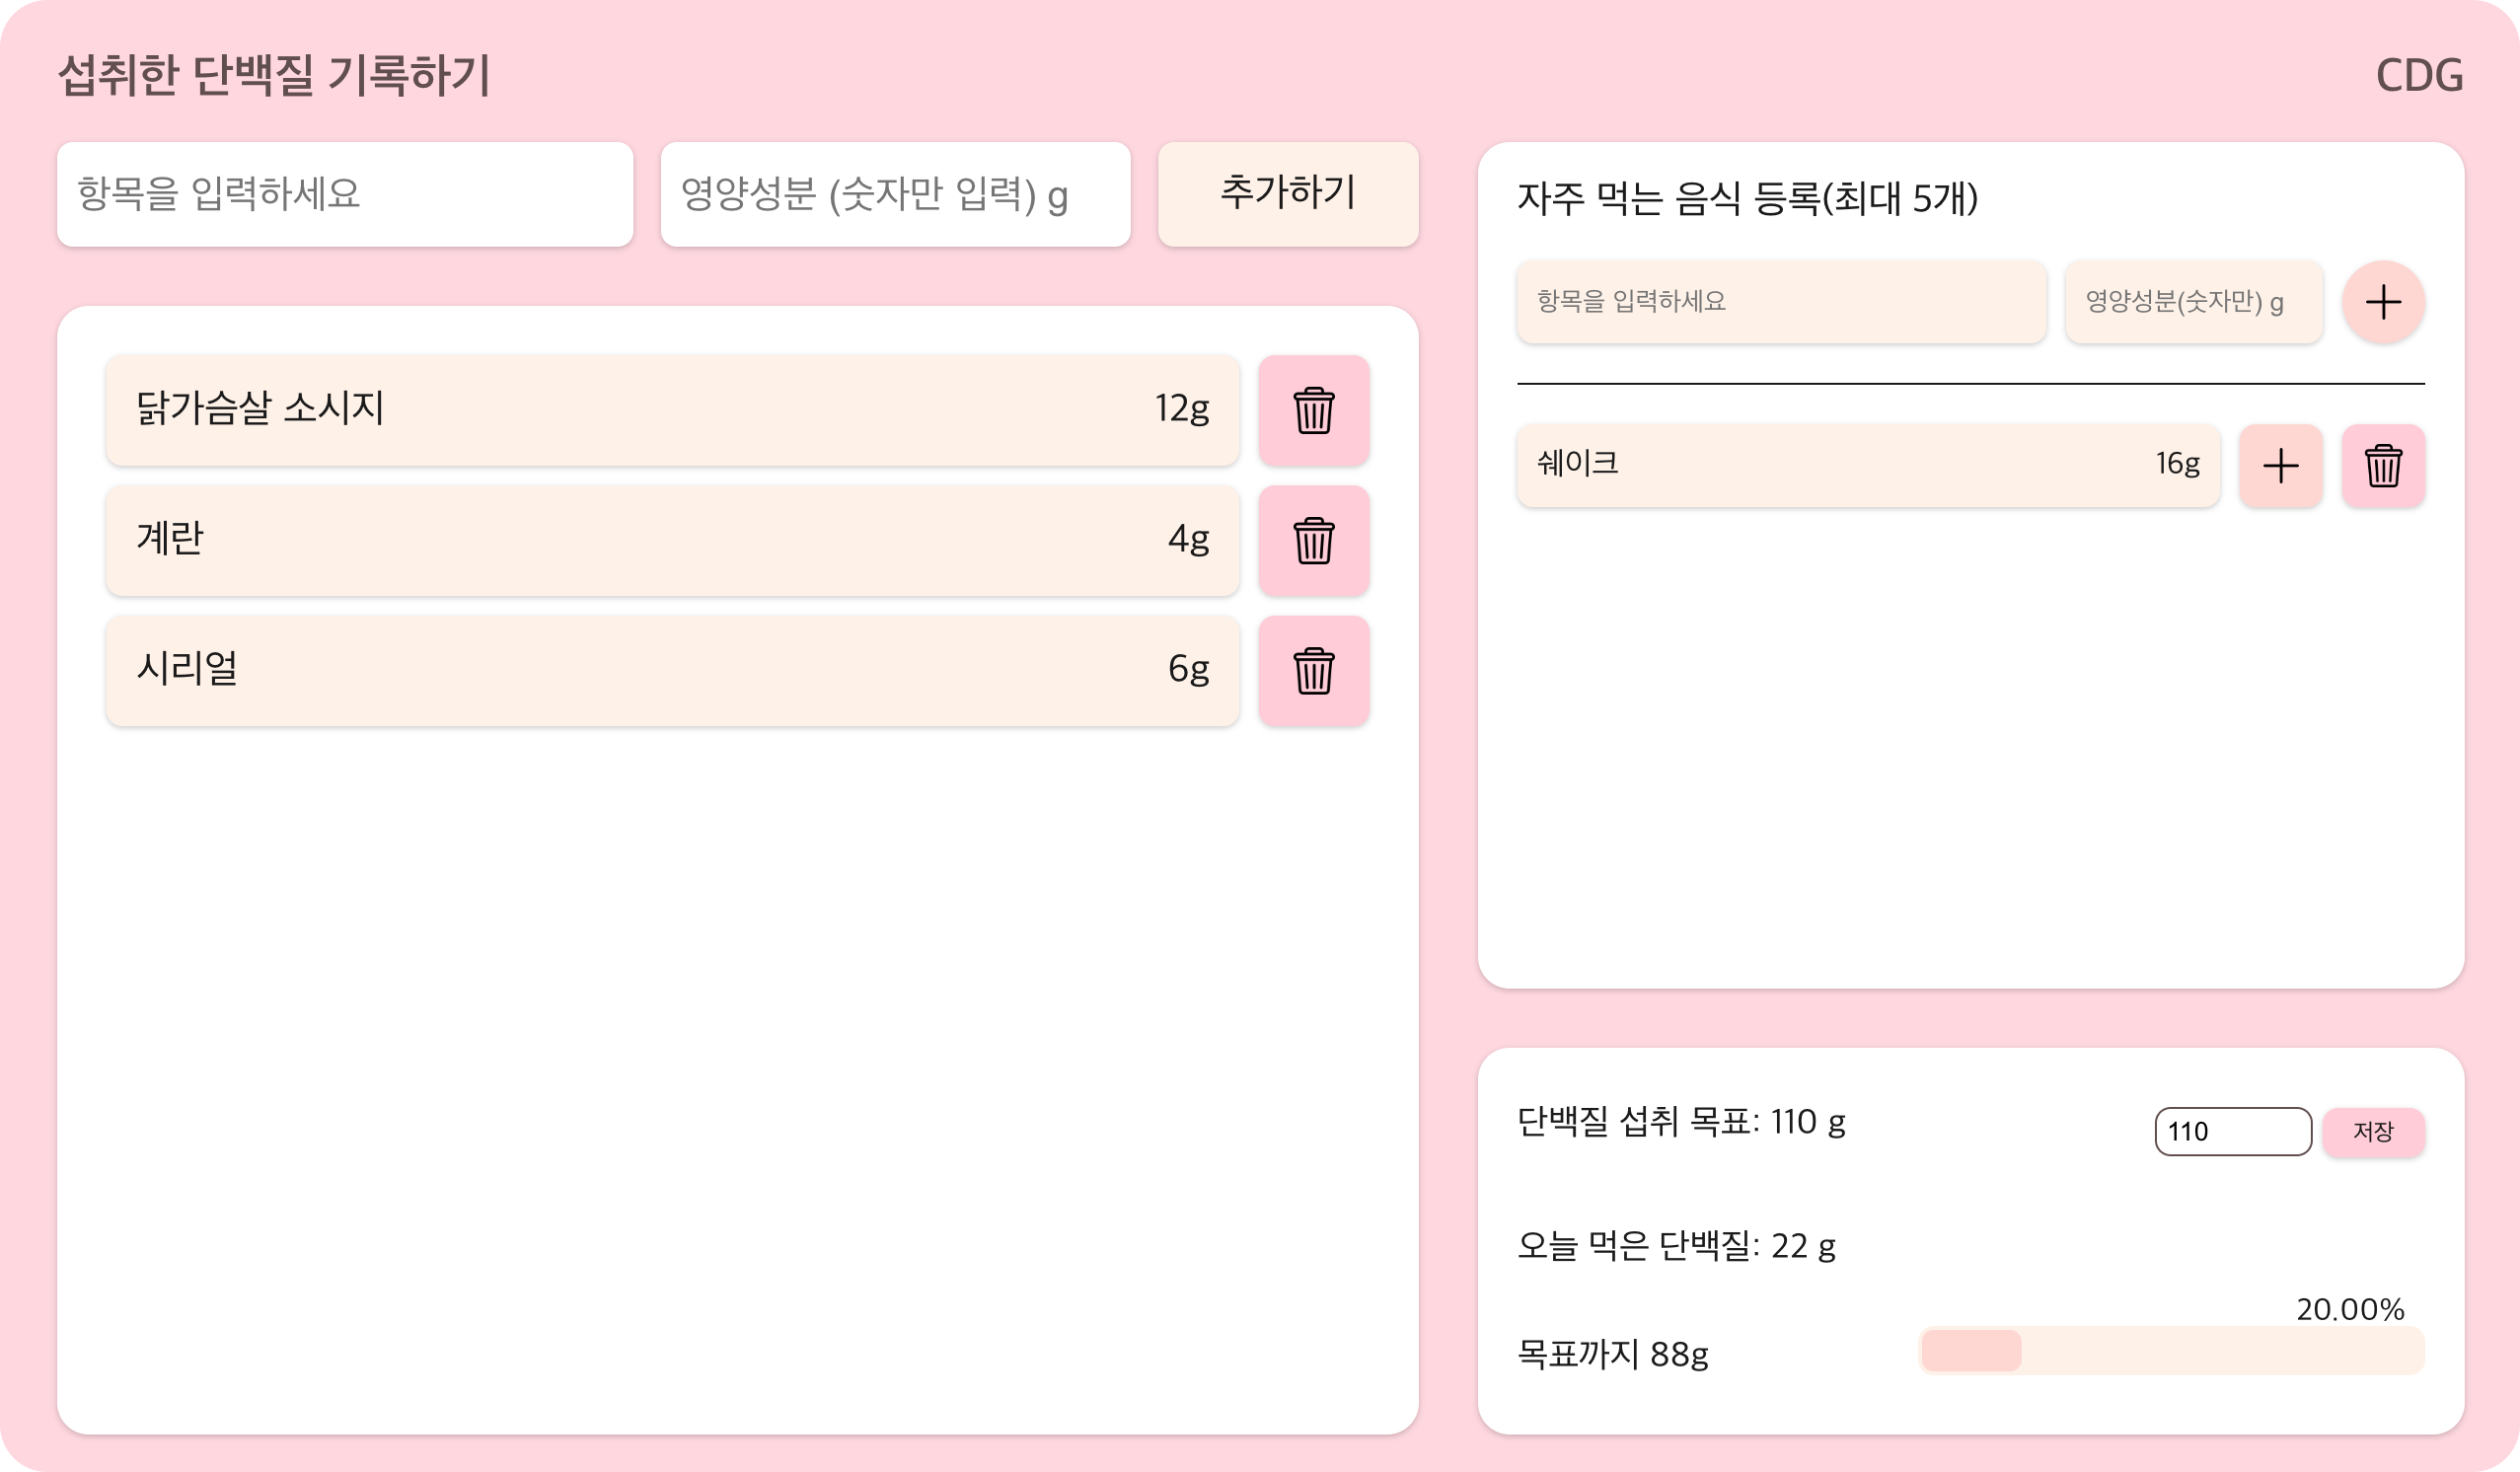 섭취한 단백질 기록하기
CDG
항목을 입력하세요
영양성분 (숫자만 입력) g
추가하기
닭가슴살 소시지 12g
계란 4g
시리얼 6g
자주 먹는 음식 등록(최대 5개)
항목을 입력하세요
영양성분(숫자만) g
쉐이크 16g
단백질 섭취 목표: 110 g
110
저장
오늘 먹은 단백질: 22 g
20.00%
목표까지 88g